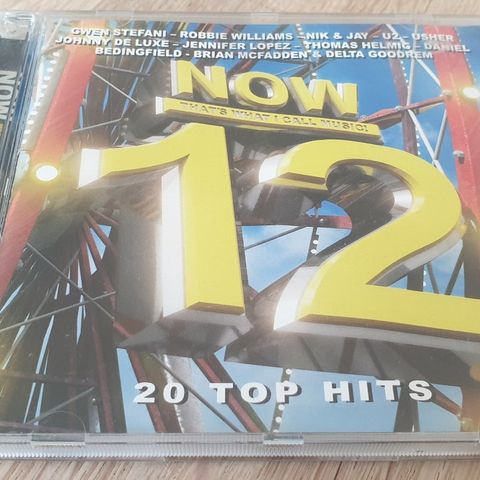 GWEN STEFANI – ROBBIE WILLIAMS – NIK & JAY – U2 – USHER
JOHNNY DE LUXE – JENNIFER LOPEZ – THOMAS HELMIG – DANIEL
BEDINGFIELD - BRIAN MCFADDEN & DELTA GOODREM
NOW
THAT'S WHAT I CALL MUSIC!
12
20 TOP HITS
NOW